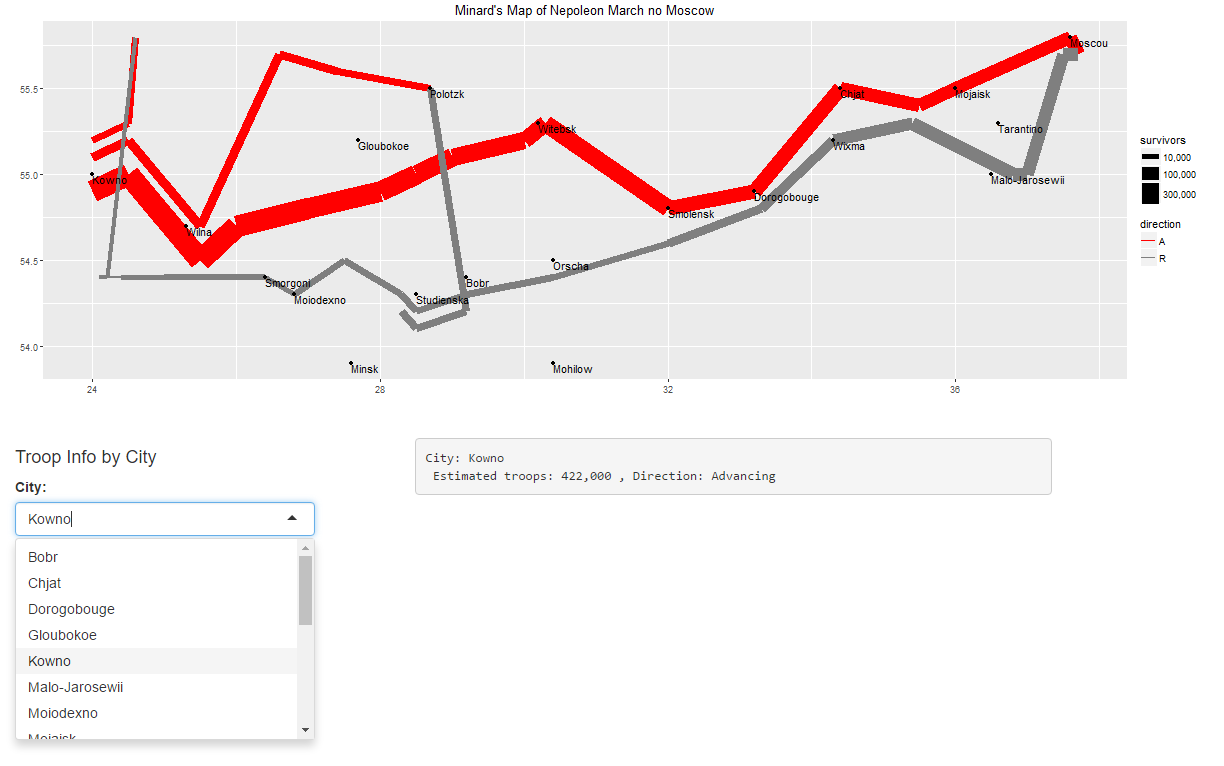 Minard's Map of Nepoleon March no Moscow
55.5
55.0
54.5
54.0
24
28
32
36
Moscou
Polotzk
Chjat
Mojaisk
Witebsk
Tarantino
Gloubokoe
Wixma
Kowno
Malo-Jarosewii
Dorogobouge
Smolensk
Wilna
Orscha
Smorgoni
Bobr
Moiodexno
Studienska
Minsk
Mohilow
survivors
10,000
100,000
300,000
direction
A
R
Troop Info by City
City:
Kowno
Bobr
Chjat
Dorogobouge
Gloubokoe
Kowno
Malo-Jarosewii
Moiodexno
Mojaisk
City: Kowno
Estimated troops: 422,000 , Direction: Advancing